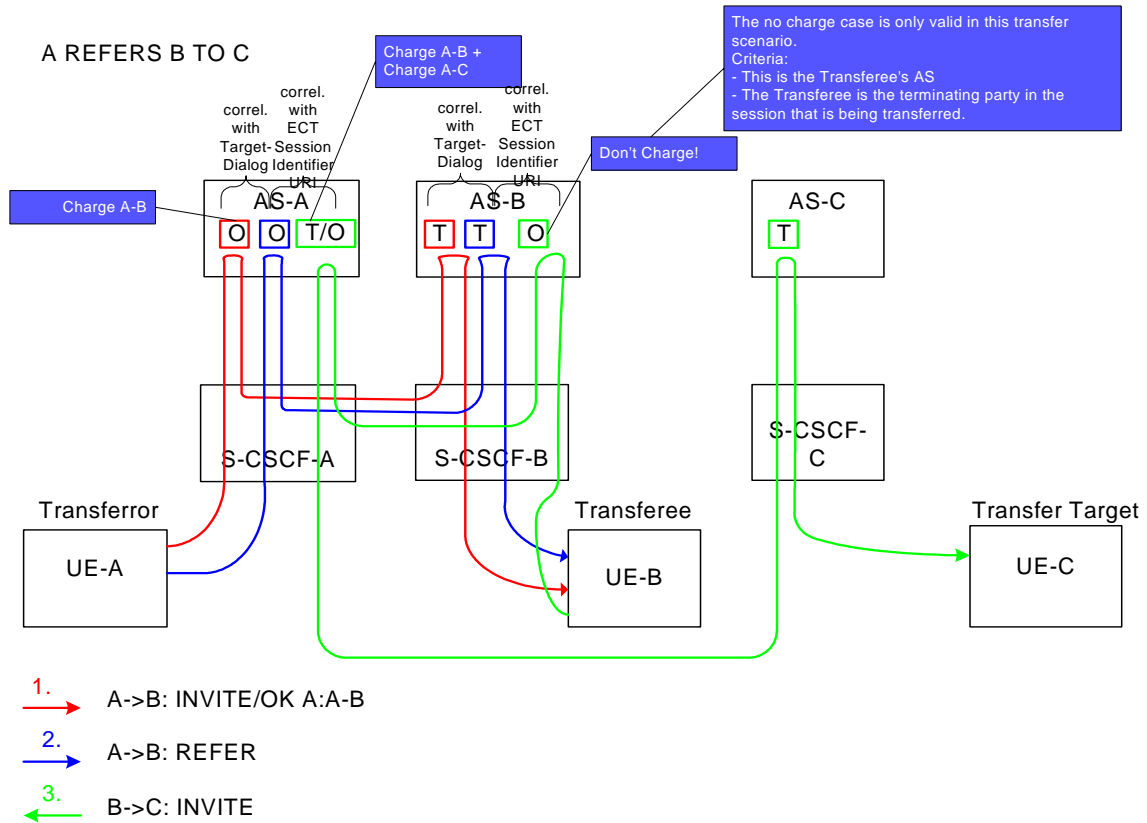 A REFERS B TO C
Charge A-B +
Charge A-C
The no charge case is only valid in this transfer
scenario.
Criteria:
- This is the Transferee's AS
- The Transferee is the terminating party in the
session that is being transferred.
correl.
with
Target-
Dialog
correl.
with
ECT
Session
Identifier
URI
correl.
with
Target-
Dialog
correl.
with
ECT
Session
Identifier
URI
Don't Charge!
Charge A-B
AS-A
O
O
T/O
AS-B
T
T
O
AS-C
T
S-CSCF-A
S-CSCF-B
S-CSCF-
C
Transferror
UE-A
Transferee
UE-B
Transfer Target
UE-C
1.
A->B: INVITE/OK A:A-B
2.
A->B: REFER
3.
B->C: INVITE